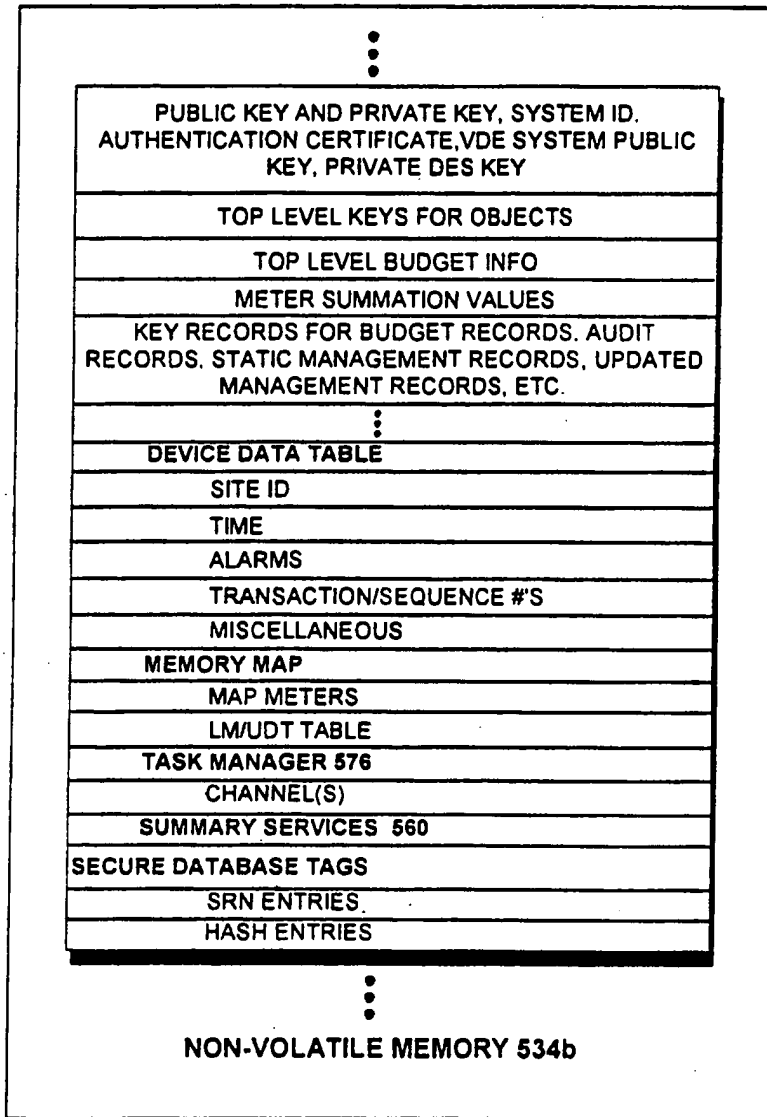 PUBLIC KEY AND PRIVATE KEY, SYSTEM ID.
AUTHENTICATION CERTIFICATE,VDE SYSTEM PUBLIC
KEY, PRIVATE DES KEY
TOP LEVEL KEYS FOR OBJECTS
TOP LEVEL BUDGET INFO
METER SUMMATION VALUES
KEY RECORDS FOR BUDGET RECORDS. AUDIT
RECORDS. STATIC MANAGEMENT RECORDS, UPDATED
MANAGEMENT RECORDS, ETC.
DEVICE DATA TABLE
SITE ID
TIME
ALARMS
TRANSACTION/SEQUENCE #'S
MISCELLANEOUS
MEMORY MAP
MAP METERS
LM/UDT TABLE
TASK MANAGER 576
CHANNEL(S)
SUMMARY SERVICES 560
SECURE DATABASE TAGS
SRN ENTRIES
HASH ENTRIES
NON-VOLATILE MEMORY 534b